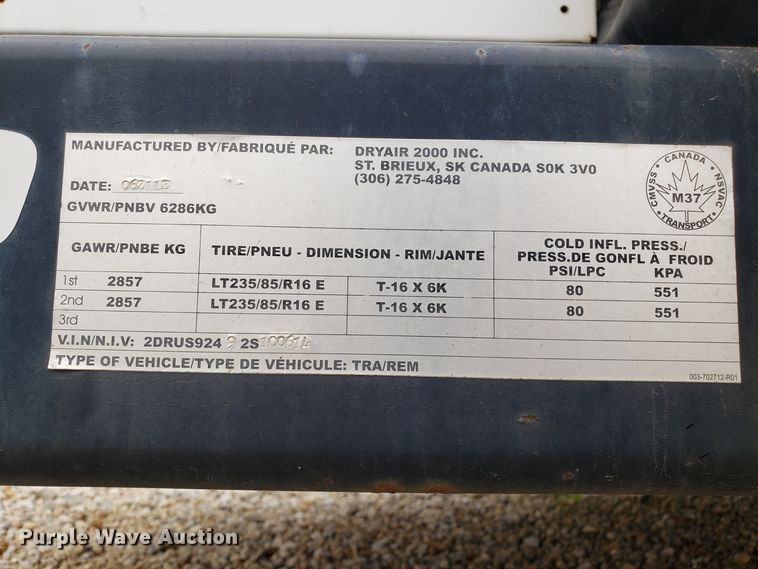 MANUFACTURED BY/FABRIQUÉ PAR: DRYAIR 2000 INC.
ST. BRIEUX, SK CANADA S0K 3V0
(306) 275-4848
DATE:
GVWR/PNBV 6286KG
CANADA
CMVSS NSVAC
M37
TRANSPORT
GAWR/PNBE KG TIRE/PNEU - DIMENSION - RIM/JANTE COLD INFL. PRESS./
PRESS.DE GONFL À FROID
PSI/LPC KPA
1st 2857 LT235/85/R16 E T-16 X 6K 80 551
2nd 2857 LT235/85/R16 E T-16 X 6K 80 551
3rd
V.I.N/N.I.V: 2DRUS924 9 2S
TYPE OF VEHICLE/TYPE DE VÉHICULE: TRA/REM
003-702712-R01
Purple Wave Auction